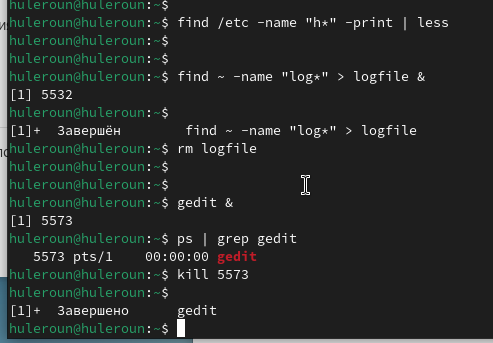 huleroun@huleroun:~$
huleroun@huleroun:~$ find /etc -name "h*" -print | less
huleroun@huleroun:~$
huleroun@huleroun:~$
huleroun@huleroun:~$ find ~ -name "log*" > logfile &
[1] 5532
huleroun@huleroun:~$
[1]+  Завершён        find ~ -name "log*" > logfile
huleroun@huleroun:~$ rm logfile
huleroun@huleroun:~$
huleroun@huleroun:~$
huleroun@huleroun:~$ gedit &
[1] 5573
huleroun@huleroun:~$ ps | grep gedit
   5573 pts/1    00:00:00 gedit
huleroun@huleroun:~$ kill 5573
huleroun@huleroun:~$
[1]+  Завершено      gedit
huleroun@huleroun:~$